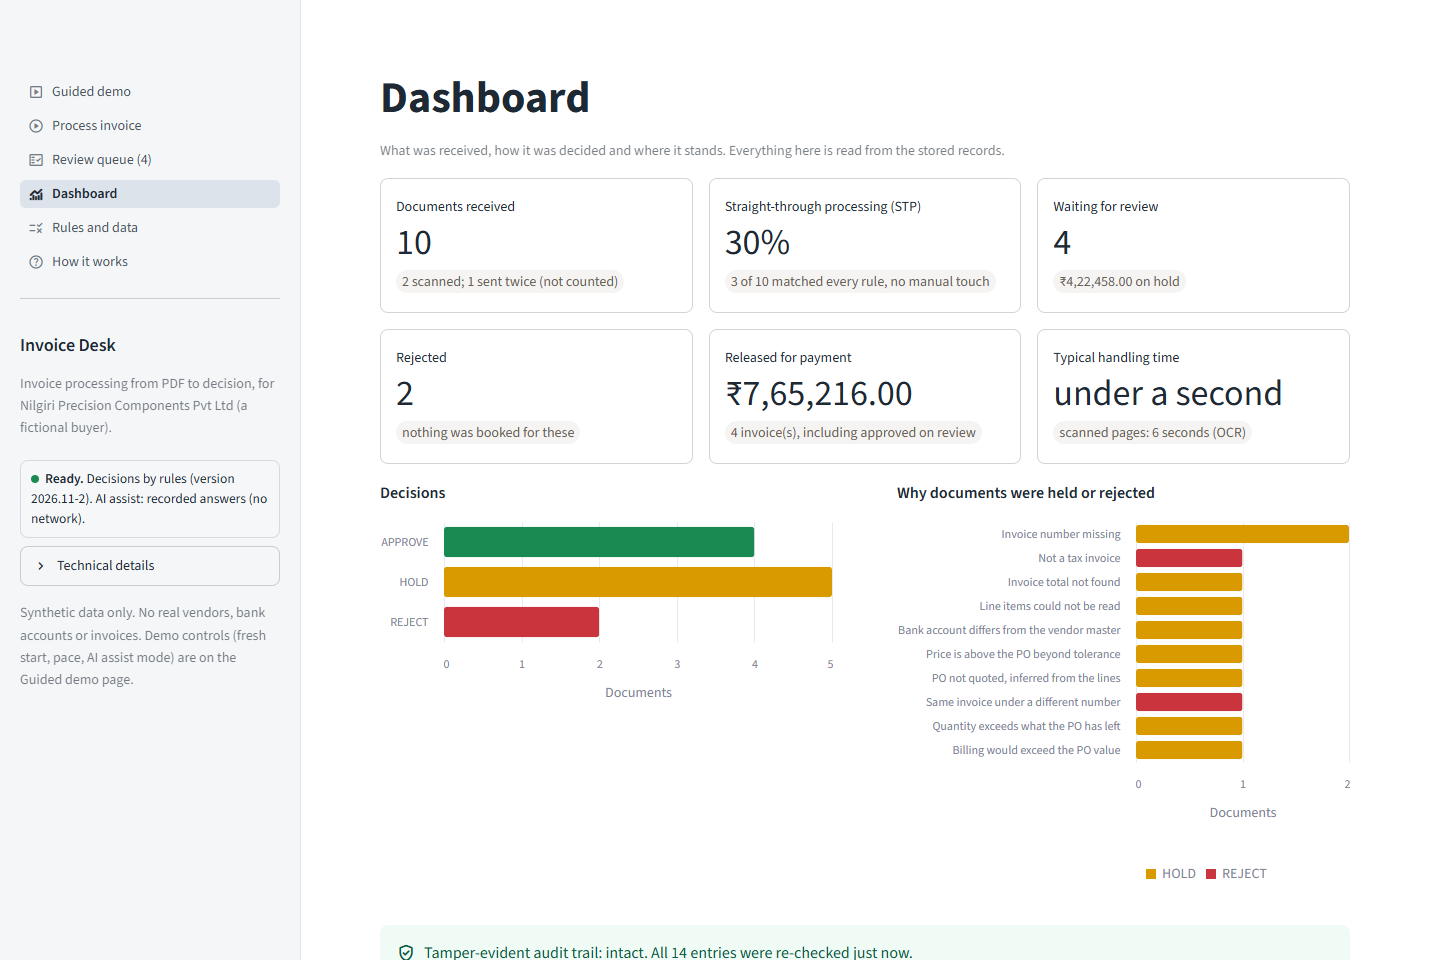 Guided demo
Process invoice
Review queue (4)
Dashboard
Rules and data
How it works
Invoice Desk
Invoice processing from PDF to decision, for
Nilgiri Precision Components Pvt Ltd (a
fictional buyer).
Ready. Decisions by rules (version
2026.11-2). AI assist: recorded answers (no
network).
Technical details
Synthetic data only. No real vendors, bank
accounts or invoices. Demo controls (fresh
start, pace, AI assist mode) are on the
Guided demo page.
Dashboard
What was received, how it was decided and where it stands. Everything here is read from the stored records.
Documents received
10
2 scanned; 1 sent twice (not counted)
Straight-through processing (STP)
30%
3 of 10 matched every rule, no manual touch
Waiting for review
4
₹4,22,458.00 on hold
Rejected
2
nothing was booked for these
Released for payment
₹7,65,216.00
4 invoice(s), including approved on review
Typical handling time
under a second
scanned pages: 6 seconds (OCR)
Decisions
APPROVE
HOLD
REJECT
0 1 2 3 4 5
Documents
Why documents were held or rejected
Invoice number missing
Not a tax invoice
Invoice total not found
Line items could not be read
Bank account differs from the vendor master
Price is above the PO beyond tolerance
PO not quoted, inferred from the lines
Same invoice under a different number
Quantity exceeds what the PO has left
Billing would exceed the PO value
0 1 2
Documents
HOLD REJECT
Tamper-evident audit trail: intact. All 14 entries were re-checked just now.